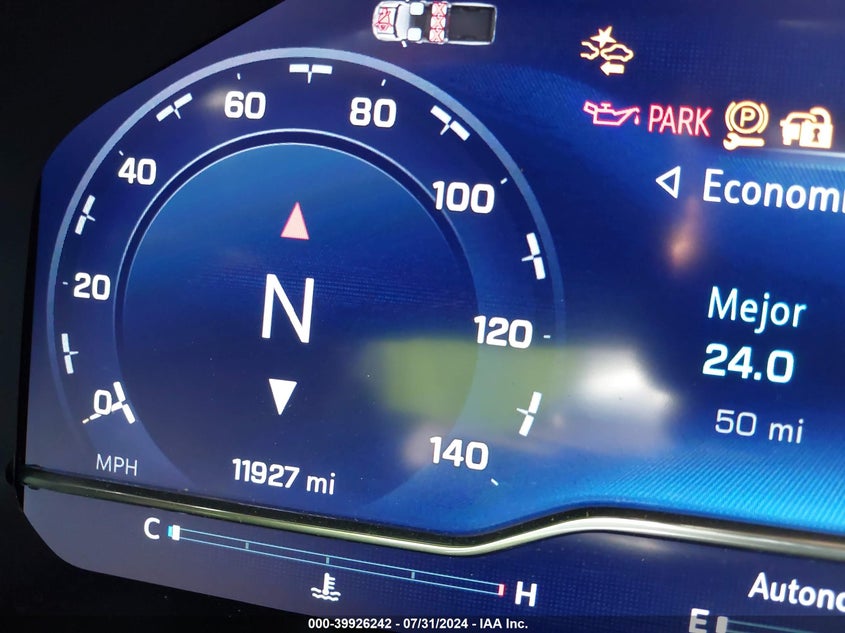 60
80
40
100
20
120
0
140
MPH
N
11927 mi
PARK
P
Econom
Mejor
24.0
50 mi
C
H
Autono
E
000-39926242 - 07/31/2024 - IAA Inc.